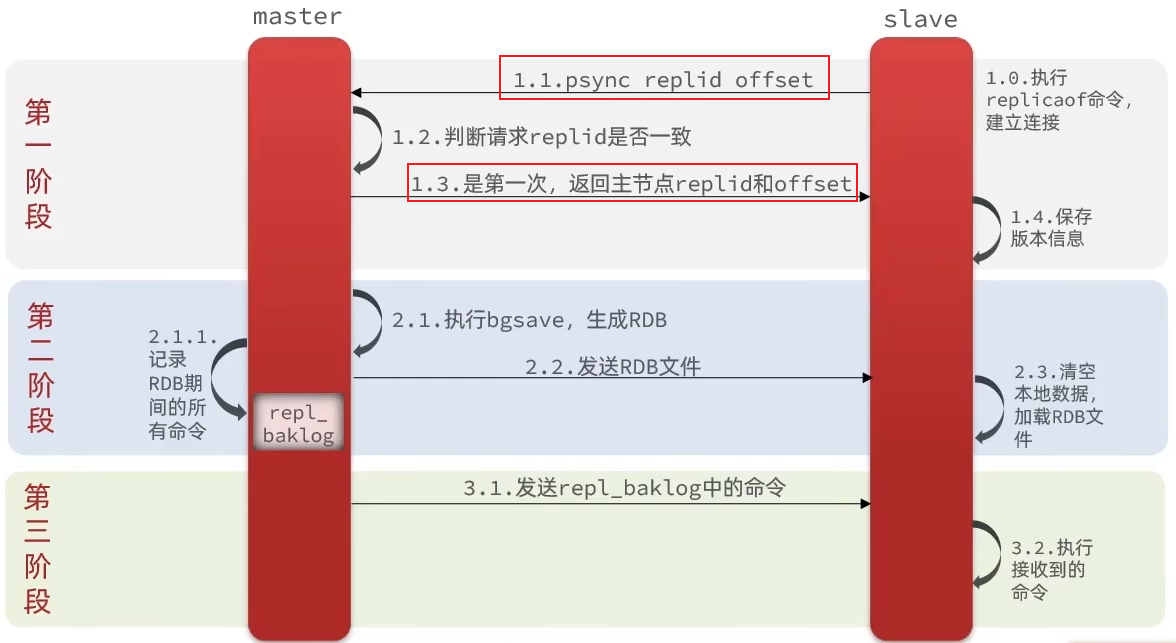 master
slave
第一阶段
1.0.执行
replicaof命令，
建立连接
1.1.psync replid offset
1.2.判断请求replid是否一致
1.3.是第一次，返回主节点replid和offset
1.4.保存
版本信息
第二阶段
2.1.执行bgsave，生成RDB
2.1.1.
记录
RDB期
间的所
有命令
repl_
baklog
2.2.发送RDB文件
2.3.清空
本地数据，
加载RDB文
件
第三阶段
3.1.发送repl_baklog中的命令
3.2.执行
接收到的
命令